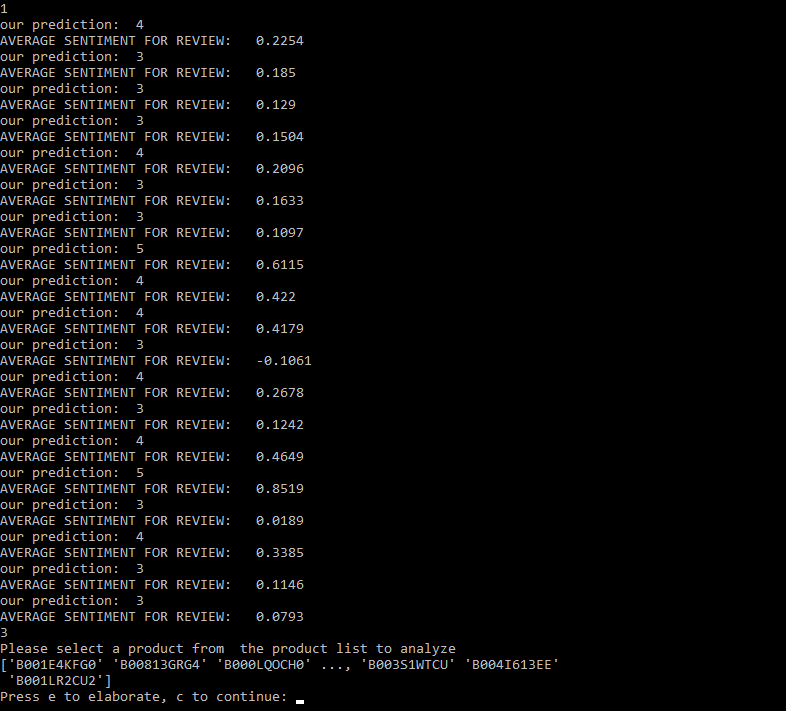 1
our prediction:  4
AVERAGE SENTIMENT FOR REVIEW:   0.2254
our prediction:  3
AVERAGE SENTIMENT FOR REVIEW:   0.185
our prediction:  3
AVERAGE SENTIMENT FOR REVIEW:   0.129
our prediction:  3
AVERAGE SENTIMENT FOR REVIEW:   0.1504
our prediction:  4
AVERAGE SENTIMENT FOR REVIEW:   0.2096
our prediction:  3
AVERAGE SENTIMENT FOR REVIEW:   0.1633
our prediction:  3
AVERAGE SENTIMENT FOR REVIEW:   0.1097
our prediction:  5
AVERAGE SENTIMENT FOR REVIEW:   0.6115
our prediction:  4
AVERAGE SENTIMENT FOR REVIEW:   0.422
our prediction:  4
AVERAGE SENTIMENT FOR REVIEW:   0.4179
our prediction:  3
AVERAGE SENTIMENT FOR REVIEW:   -0.1061
our prediction:  4
AVERAGE SENTIMENT FOR REVIEW:   0.2678
our prediction:  3
AVERAGE SENTIMENT FOR REVIEW:   0.1242
our prediction:  4
AVERAGE SENTIMENT FOR REVIEW:   0.4649
our prediction:  5
AVERAGE SENTIMENT FOR REVIEW:   0.8519
our prediction:  3
AVERAGE SENTIMENT FOR REVIEW:   0.0189
our prediction:  4
AVERAGE SENTIMENT FOR REVIEW:   0.3385
our prediction:  3
AVERAGE SENTIMENT FOR REVIEW:   0.1146
our prediction:  3
AVERAGE SENTIMENT FOR REVIEW:   0.0793
3
Please select a product from  the product list to analyze
['B001E4KFG0' 'B00813GRG4' 'B000LQOCH0' ..., 'B003S1WTCU' 'B004I613EE'
 'B001LR2CU2']
Press e to elaborate, c to continue: